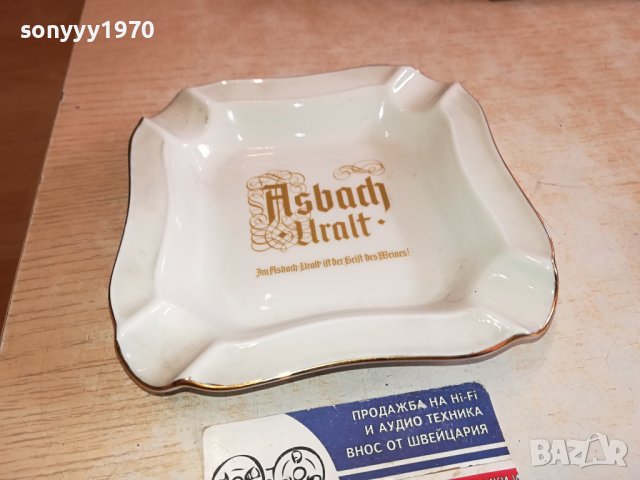 sonyyy1970
Asbach
· Uralt ·
Im Asbach-Uralt ist der Geist des Weines!
ПРОДАЖБА НА Hi-Fi
И АУДИО ТЕХНИКА
ВНОС ОТ ШВЕЙЦАРИЯ
BAZAR